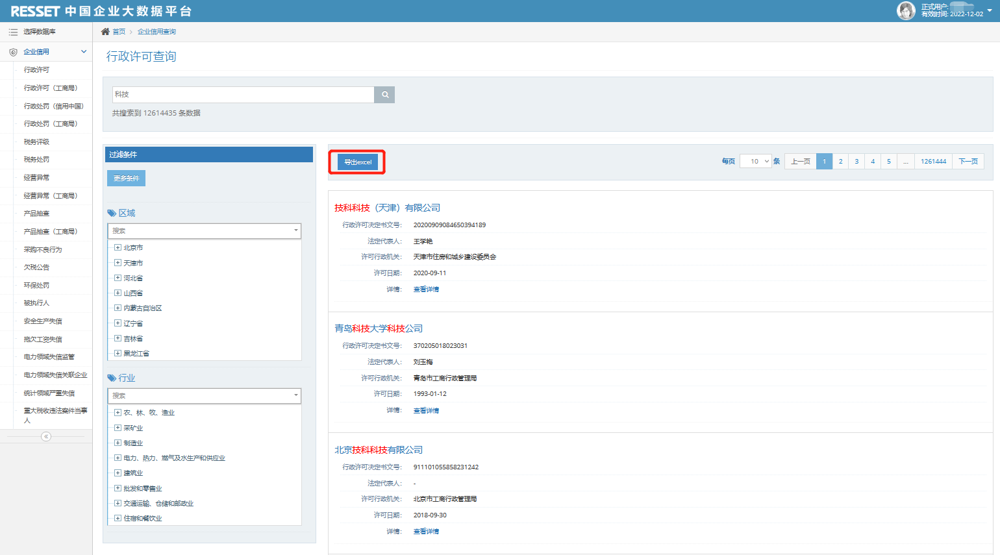 RESSET 中国企业大数据平台
正式用户:
有效时间: 2022-12-02
选择数据库
首页 > 企业信用查询
企业信用
行政许可
行政许可（工商局）
行政处罚（信用中国）
行政处罚（工商局）
税务评级
税务处罚
经营异常
经营异常（工商局）
产品抽查
产品抽查（工商局）
采购不良行为
欠税公告
环保处罚
被执行人
安全生产失信
拖欠工资失信
电力领域失信监管
电力领域失信关联企业
统计领域严重失信
重大税收违法案件当事
人
行政许可查询
科技
共搜索到 12614435 条数据
过滤条件
更多条件
区域
搜索
北京市
天津市
河北省
山西省
内蒙古自治区
辽宁省
吉林省
黑龙江省
行业
搜索
农、林、牧、渔业
采矿业
制造业
电力、热力、燃气及水生产和供应业
建筑业
批发和零售业
交通运输、仓储和邮政业
住宿和餐饮业
导出excel
每页 10 条 上一页 1 2 3 4 5 ... 1261444 下一页
技科科技（天津）有限公司
行政许可决定书文号: 20200909084650394189
法定代表人: 王学艳
许可行政机关: 天津市住房和城乡建设委员会
许可日期: 2020-09-11
详情: 查看详情
青岛科技大学科技公司
行政许可决定书文号: 370205018023031
法定代表人: 刘玉梅
许可行政机关: 青岛市工商行政管理局
许可日期: 1993-01-12
详情: 查看详情
北京技科科技有限公司
行政许可决定书文号: 911101055858231242
法定代表人: -
许可行政机关: 北京市工商行政管理局
许可日期: 2018-09-30
详情: 查看详情